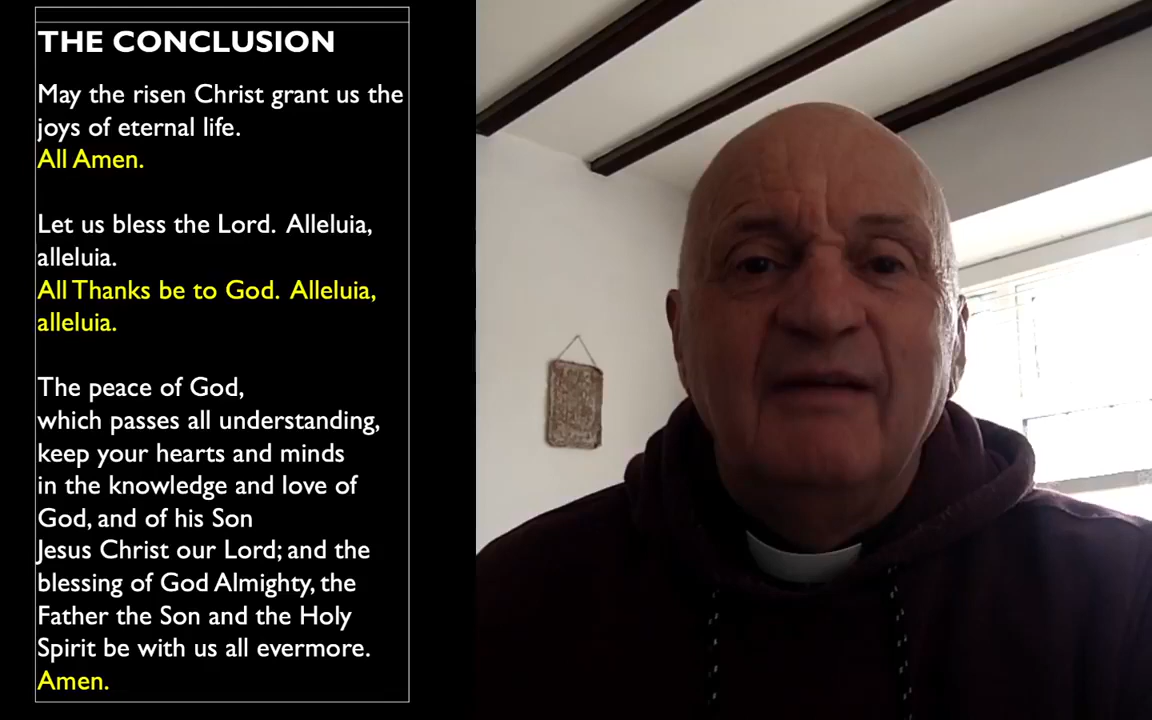 THE CONCLUSION
May the risen Christ grant us the
joys of eternal life.
All Amen.
Let us bless the Lord. Alleluia,
alleluia.
All Thanks be to God. Alleluia,
alleluia.
The peace of God,
which passes all understanding,
keep your hearts and minds
in the knowledge and love of
God, and of his Son
Jesus Christ our Lord; and the
blessing of God Almighty, the
Father the Son and the Holy
Spirit be with us all evermore.
Amen.